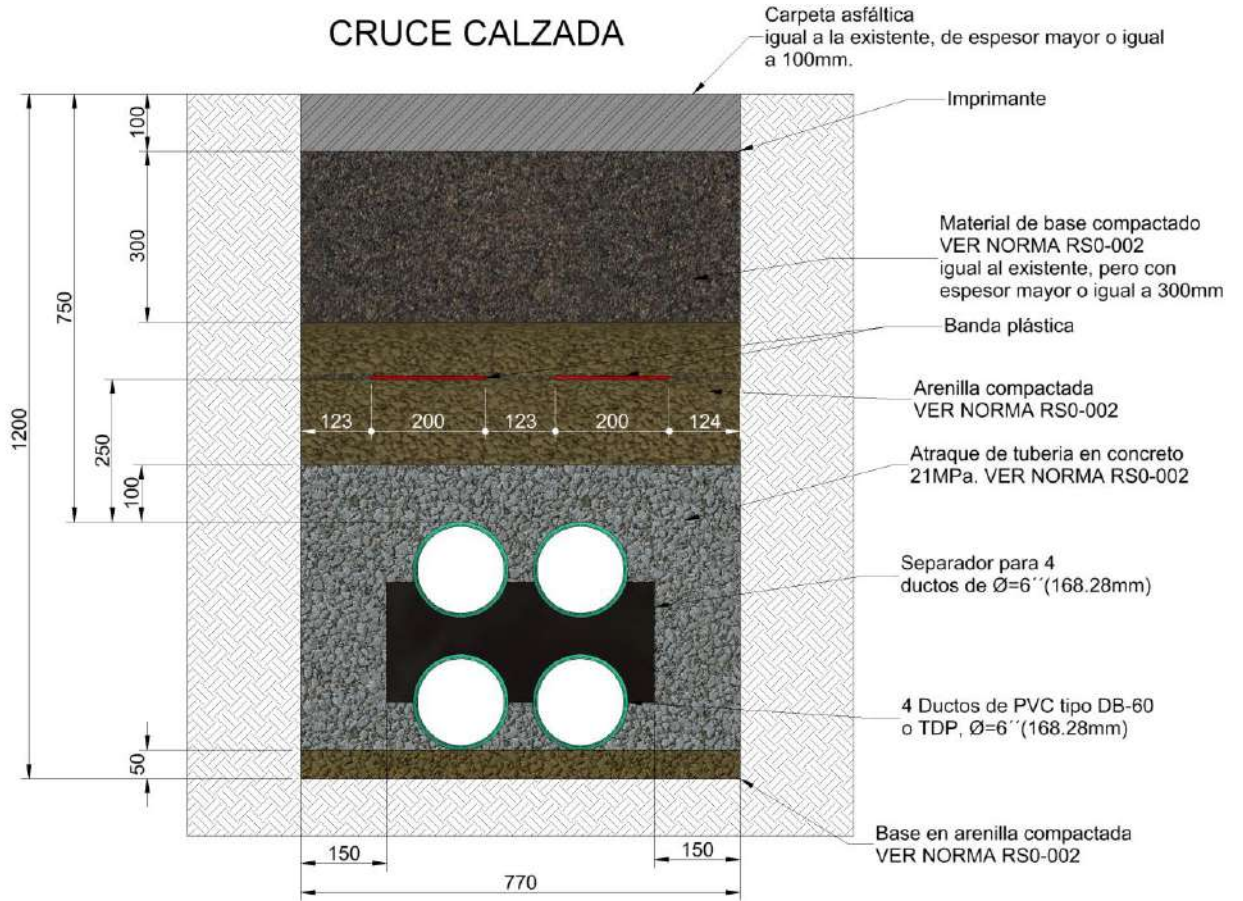 CRUCE CALZADA
Carpeta asfáltica
igual a la existente, de espesor mayor o igual
a 100mm.
Imprimante
Material de base compactado
VER NORMA RS0-002
igual al existente, pero con
espesor mayor o igual a 300mm
Banda plástica
Arenilla compactada
VER NORMA RS0-002
Atraque de tuberia en concreto
21MPa. VER NORMA RS0-002
Separador para 4
ductos de Ø=6´´(168.28mm)
4 Ductos de PVC tipo DB-60
o TDP, Ø=6´´(168.28mm)
Base en arenilla compactada
VER NORMA RS0-002
100
300
750
1200
250
100
50
123 200 123 200 124
150 150
770